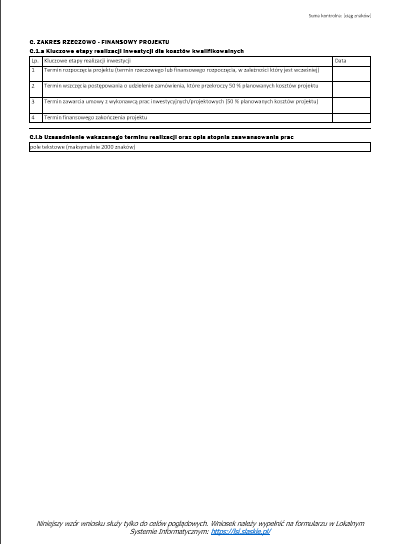 Suma kontrolna: [ciąg znaków]
C. ZAKRES RZECZOWO - FINANSOWY PROJEKTU
C.1.a Kluczowe etapy realizacji inwestycji dla kosztów kwalifikowalnych
Lp. Kluczowe etapy realizacji inwestycji Data
1 Termin rozpoczęcia projektu (termin rzeczowego lub finansowego rozpoczęcia, w zależności który jest wcześniej)
2 Termin wszczęcia postępowania o udzielenie zamówienia, które przekroczy 50 % planowanych kosztów projektu
3 Termin zawarcia umowy z wykonawcą prac inwestycyjnych/projektowych (50 % planowanych kosztów projektu)
4 Termin finansowego zakończenia projektu
C.1.b Uzasadnienie wskazanego terminu realizacji oraz opis stopnia zaawansowania prac
pole tekstowe (maksymalnie 2000 znaków)
Niniejszy wzór wniosku służy tylko do celów poglądowych. Wniosek należy wypełnić na formularzu w Lokalnym
Systemie Informatycznym: https://lsi.slaskie.pl/